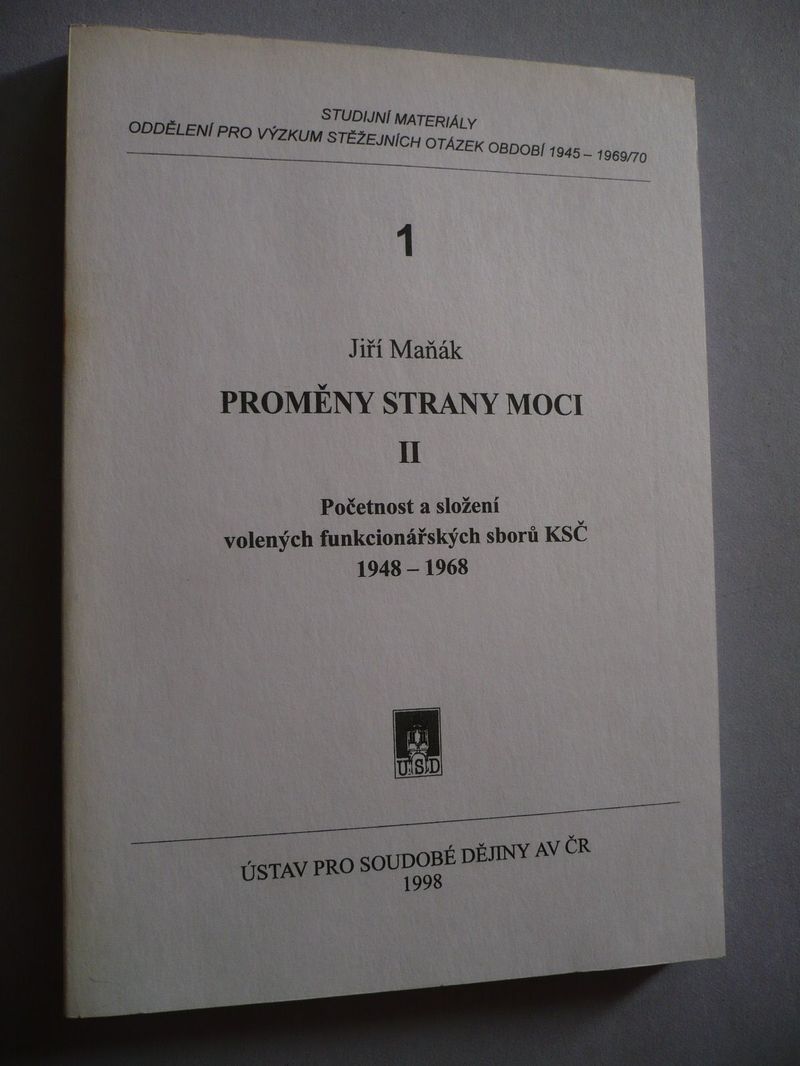 STUDIJNÍ MATERIÁLY
ODDĚLENÍ PRO VÝZKUM STĚŽEJNÍCH OTÁZEK OBDOBÍ 1945 – 1969/70
1
Jiří Maňák
PROMĚNY STRANY MOCI
II
Početnost a složení
volených funkcionářských sborů KSČ
1948 – 1968
USD
ÚSTAV PRO SOUDOBÉ DĚJINY AV ČR
1998